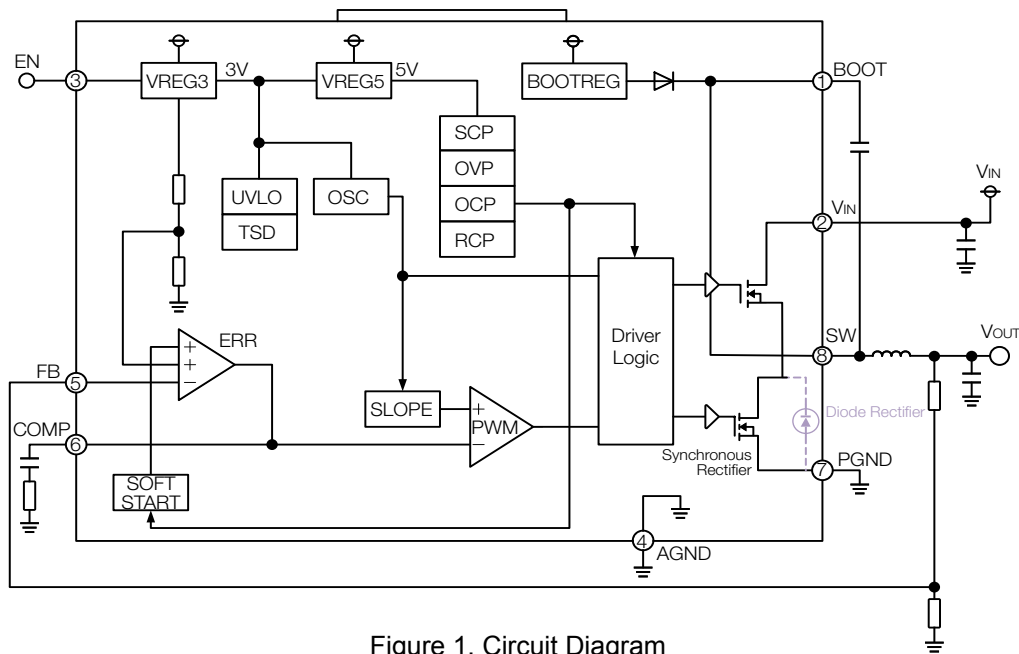 EN
3
VREG3
3V
VREG5
5V
BOOTREG
1
BOOT
SCP
OVP
OCP
RCP
UVLO
TSD
OSC
VIN
2
VIN
Driver
Logic
ERR
+
+
−
FB
5
SW
8
VOUT
SLOPE
+
PWM
−
Diode Rectifier
COMP
6
Synchronous
Rectifier
7
PGND
SOFT
START
4
AGND
Figure 1. Circuit Diagram